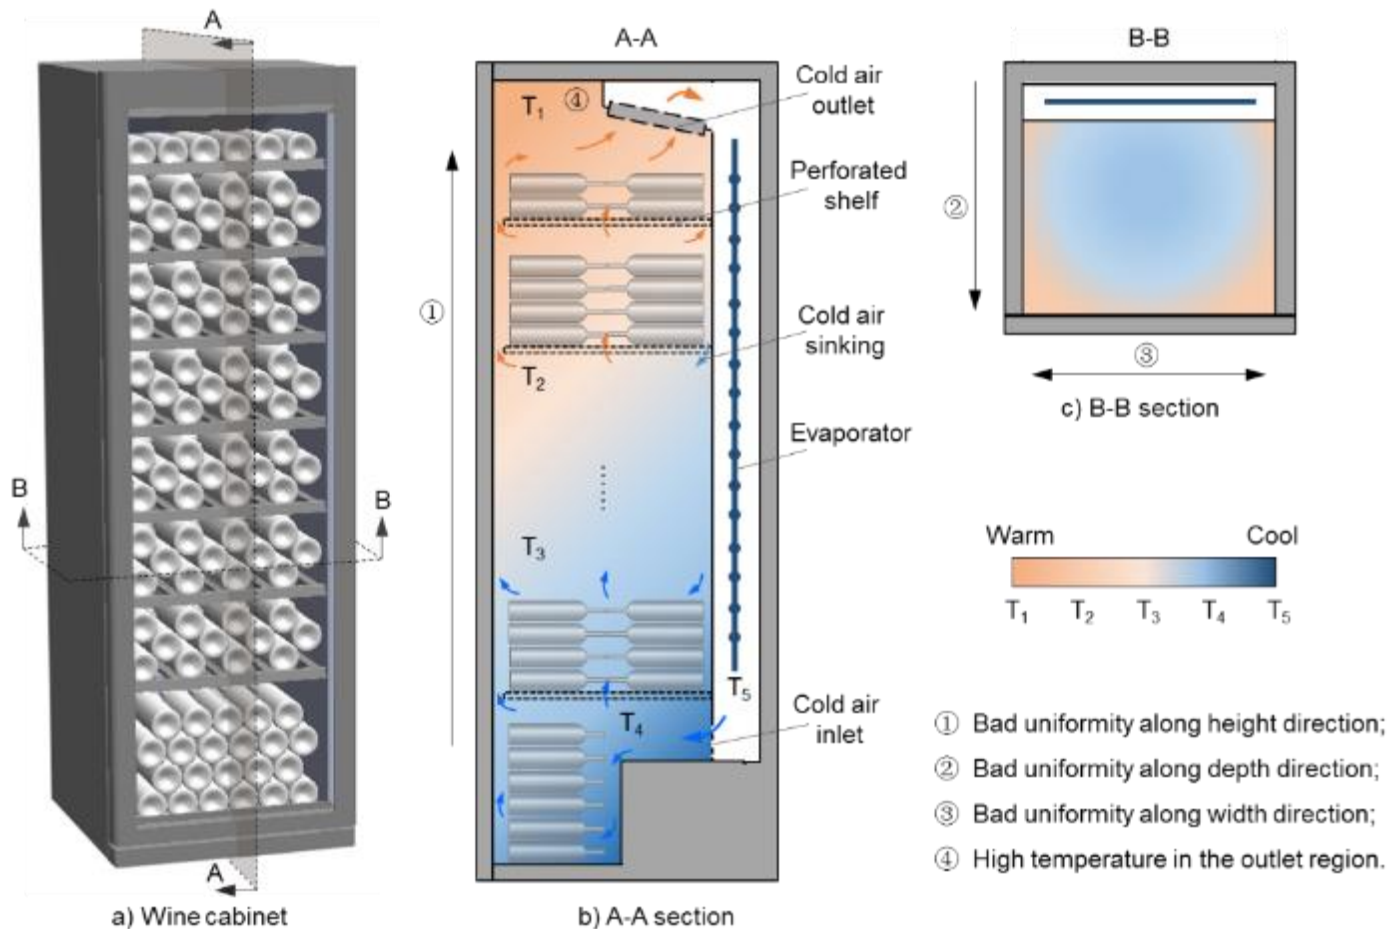 A
B
B
A
a) Wine cabinet
A-A
T₁
④
Cold air
outlet
Perforated
shelf
①
Cold air
sinking
T₂
Evaporator
T₃
T₅
T₄
Cold air
inlet
b) A-A section
B-B
②
③
c) B-B section
Warm Cool
T₁ T₂ T₃ T₄ T₅
① Bad uniformity along height direction;
② Bad uniformity along depth direction;
③ Bad uniformity along width direction;
④ High temperature in the outlet region.